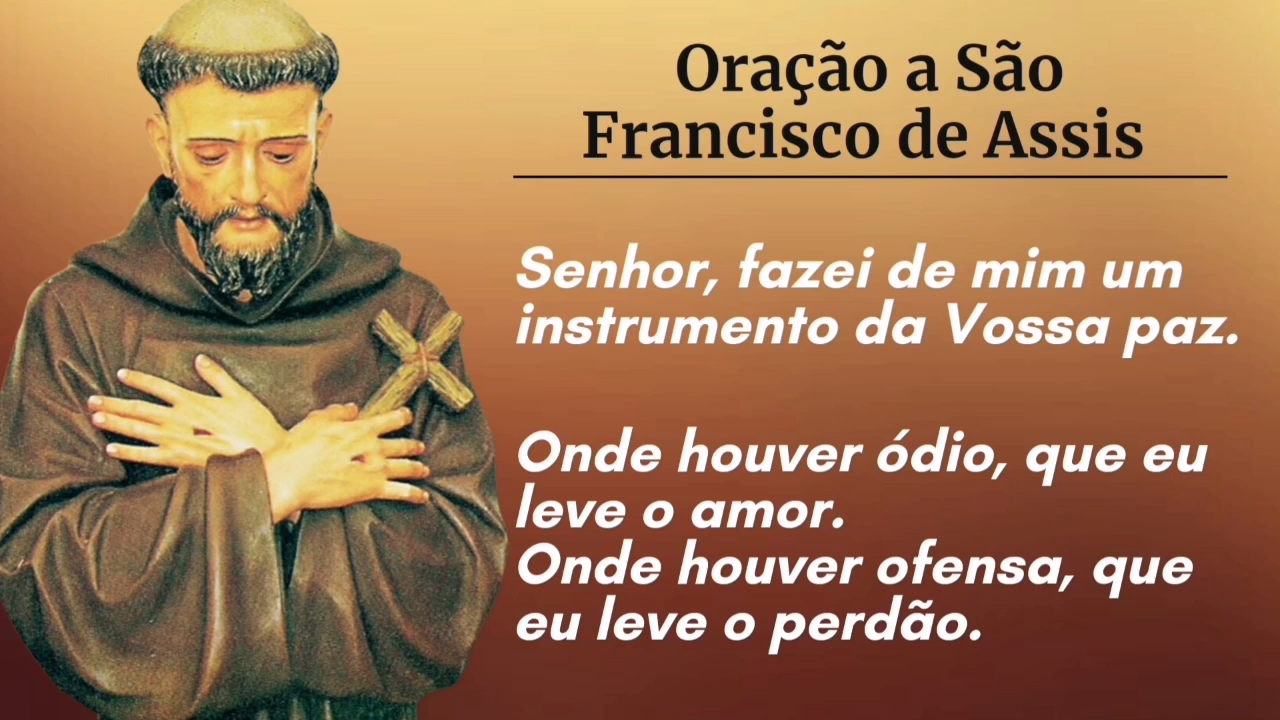 Oração a São
Francisco de Assis
Senhor, fazei de mim um
instrumento da Vossa paz.
Onde houver ódio, que eu
leve o amor.
Onde houver ofensa, que
eu leve o perdão.